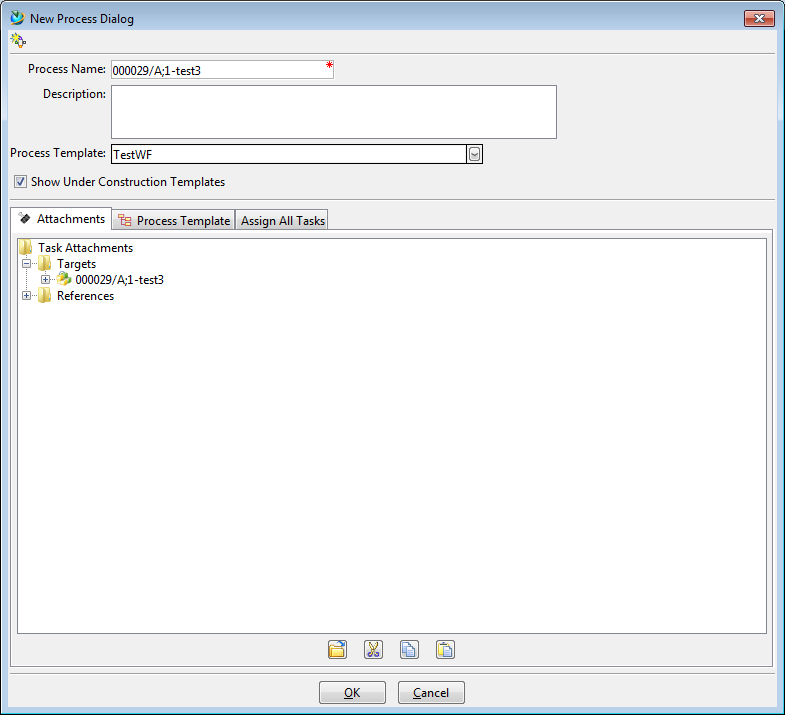 New Process Dialog
Process Name: 000029/A;1-test3 *
Description:
Process Template: TestWF
Show Under Construction Templates
Attachments Process Template Assign All Tasks
Task Attachments
Targets
000029/A;1-test3
References
OK Cancel